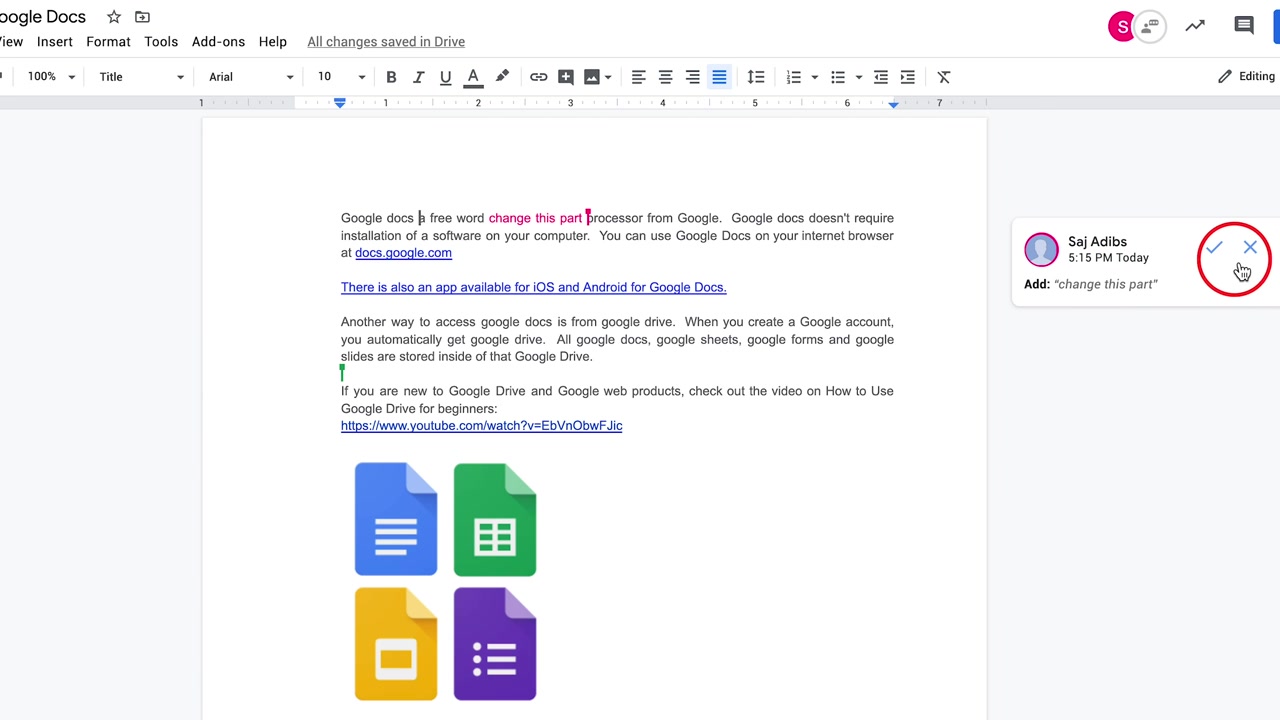 oogle Docs
View Insert Format Tools Add-ons Help All changes saved in Drive
S
100% Title Arial 10 B I U A Editing
1 1 2 3 4 5 6 7
Google docs a free word change this part processor from Google. Google docs doesn't require
installation of a software on your computer. You can use Google Docs on your internet browser
at docs.google.com
There is also an app available for iOS and Android for Google Docs.
Another way to access google docs is from google drive. When you create a Google account,
you automatically get google drive. All google docs, google sheets, google forms and google
slides are stored inside of that Google Drive.
If you are new to Google Drive and Google web products, check out the video on How to Use
Google Drive for beginners:
https://www.youtube.com/watch?v=EbVnObwFJic
Saj Adibs
5:15 PM Today
Add: “change this part”